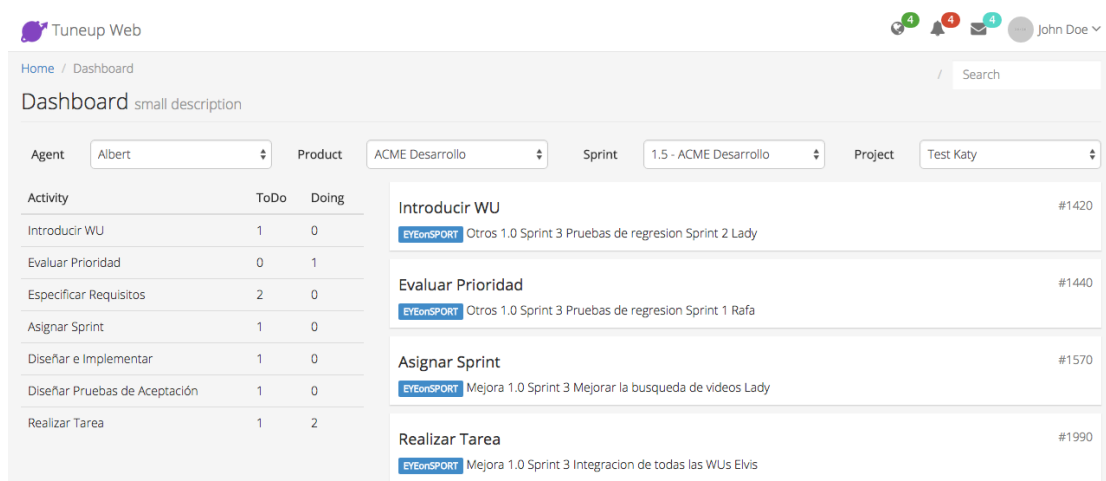 Tuneup Web
4 4 4 John Doe
Home / Dashboard
/ Search
Dashboard small description
Agent Albert Product ACME Desarrollo Sprint 1.5 - ACME Desarrollo Project Test Katy
Activity ToDo Doing
Introducir WU 1 0
Evaluar Prioridad 0 1
Especificar Requisitos 2 0
Asignar Sprint 1 0
Diseñar e Implementar 1 0
Diseñar Pruebas de Aceptación 1 0
Realizar Tarea 1 2
Introducir WU #1420
EYEonSPORT Otros 1.0 Sprint 3 Pruebas de regresion Sprint 2 Lady
Evaluar Prioridad #1440
EYEonSPORT Otros 1.0 Sprint 3 Pruebas de regresion Sprint 1 Rafa
Asignar Sprint #1570
EYEonSPORT Mejora 1.0 Sprint 3 Mejorar la busqueda de videos Lady
Realizar Tarea #1990
EYEonSPORT Mejora 1.0 Sprint 3 Integracion de todas las WUs Elvis